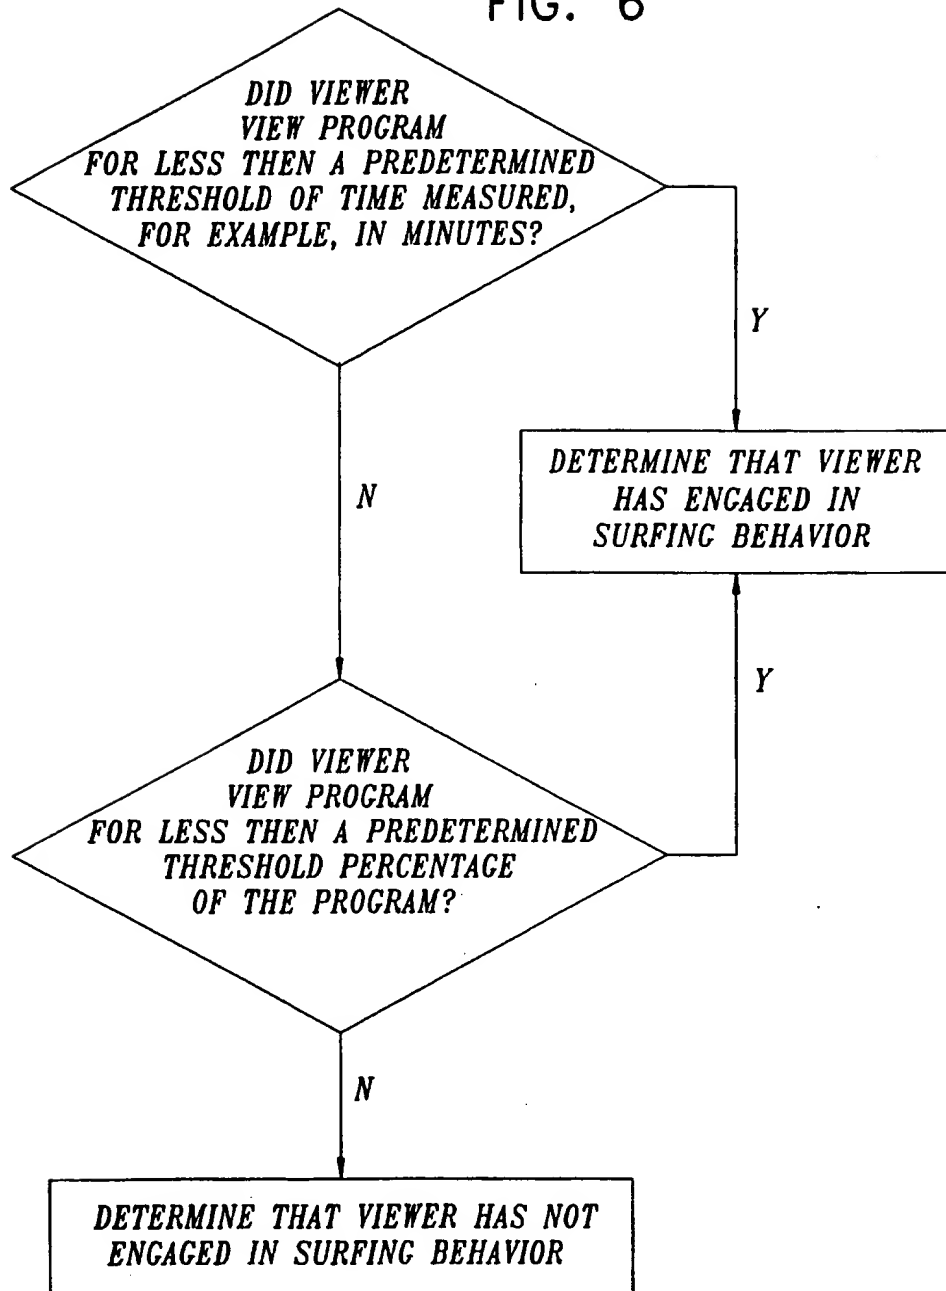 FIG. 6
DID VIEWER
VIEW PROGRAM
FOR LESS THEN A PREDETERMINED
THRESHOLD OF TIME MEASURED,
FOR EXAMPLE, IN MINUTES?
Y
DETERMINE THAT VIEWER
HAS ENGAGED IN
SURFING BEHAVIOR
N
Y
DID VIEWER
VIEW PROGRAM
FOR LESS THEN A PREDETERMINED
THRESHOLD PERCENTAGE
OF THE PROGRAM?
N
DETERMINE THAT VIEWER HAS NOT
ENGAGED IN SURFING BEHAVIOR